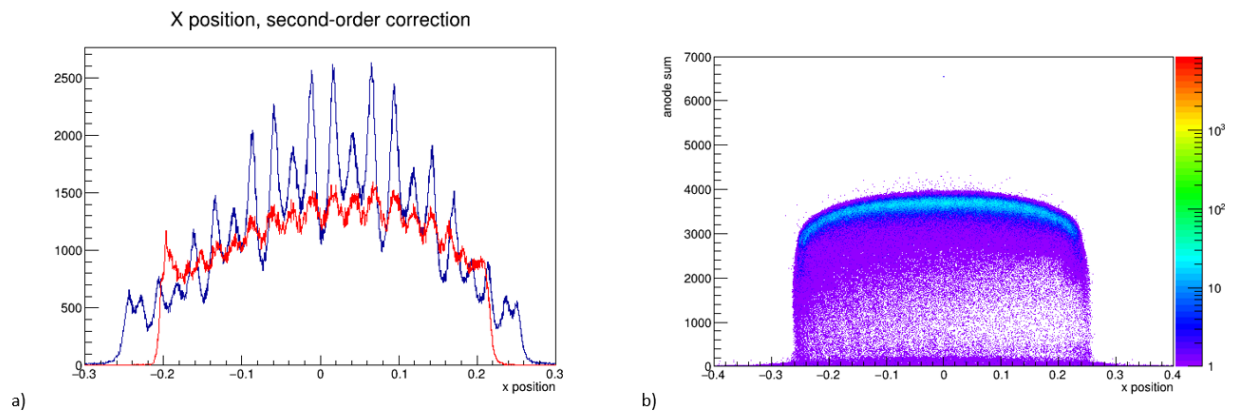 X position, second-order correction
2500
2000
1500
1000
500
0
−0.3 −0.2 −0.1 0 0.1 0.2 0.3
x position
a)
anode sum
7000
6000
5000
4000
3000
2000
1000
0
−0.4 −0.3 −0.2 −0.1 0 0.1 0.2 0.3 0.4
x position
10³
10²
10
1
b)